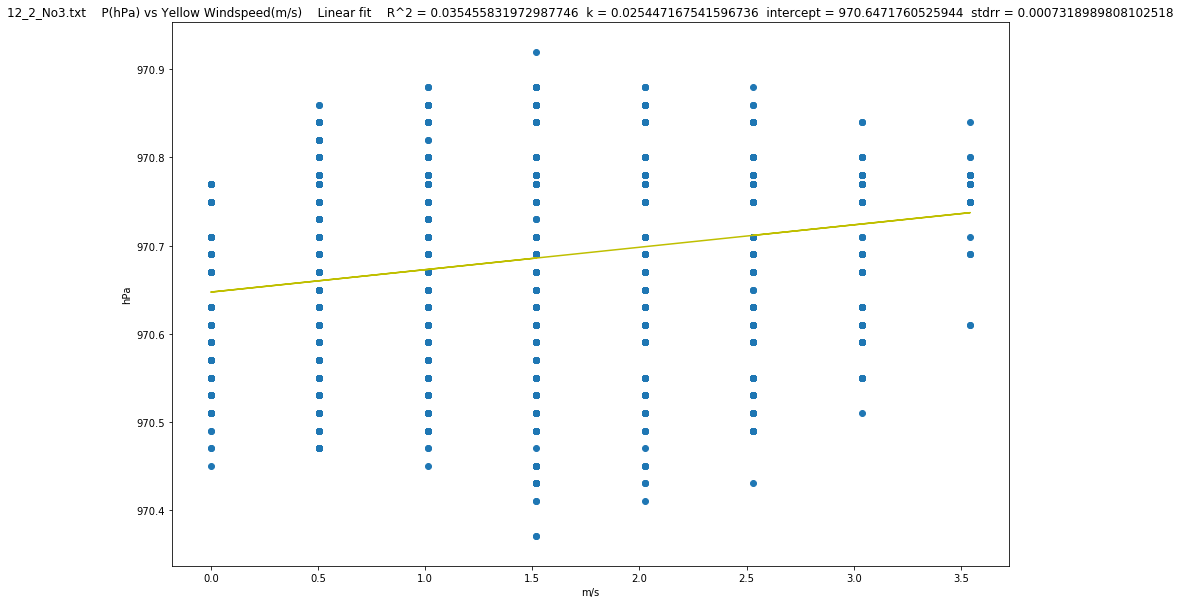 12_2_No3.txt    P(hPa) vs Yellow Windspeed(m/s)    Linear fit    R^2 = 0.035455831972987746  k = 0.025447167541596736  intercept = 970.6471760525944  stdrr = 0.0007318989808102518
970.9
970.8
970.7
970.6
970.5
970.4
hPa
0.0 0.5 1.0 1.5 2.0 2.5 3.0 3.5
m/s